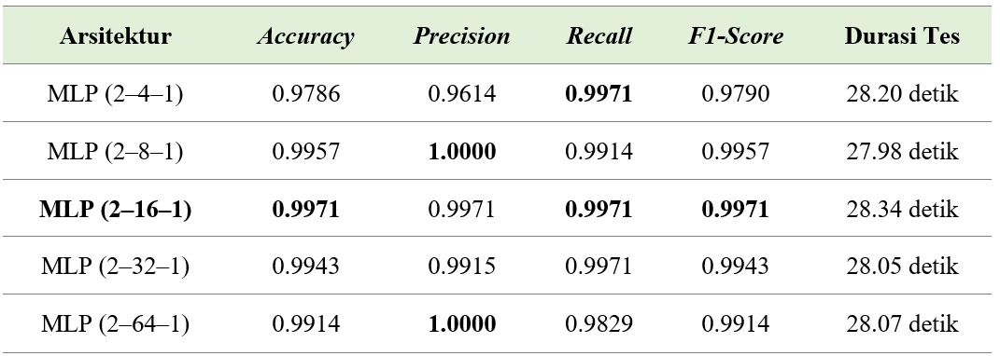 Arsitektur Accuracy Precision Recall F1-Score Durasi Tes
MLP (2–4–1) 0.9786 0.9614 0.9971 0.9790 28.20 detik
MLP (2–8–1) 0.9957 1.0000 0.9914 0.9957 27.98 detik
MLP (2–16–1) 0.9971 0.9971 0.9971 0.9971 28.34 detik
MLP (2–32–1) 0.9943 0.9915 0.9971 0.9943 28.05 detik
MLP (2–64–1) 0.9914 1.0000 0.9829 0.9914 28.07 detik